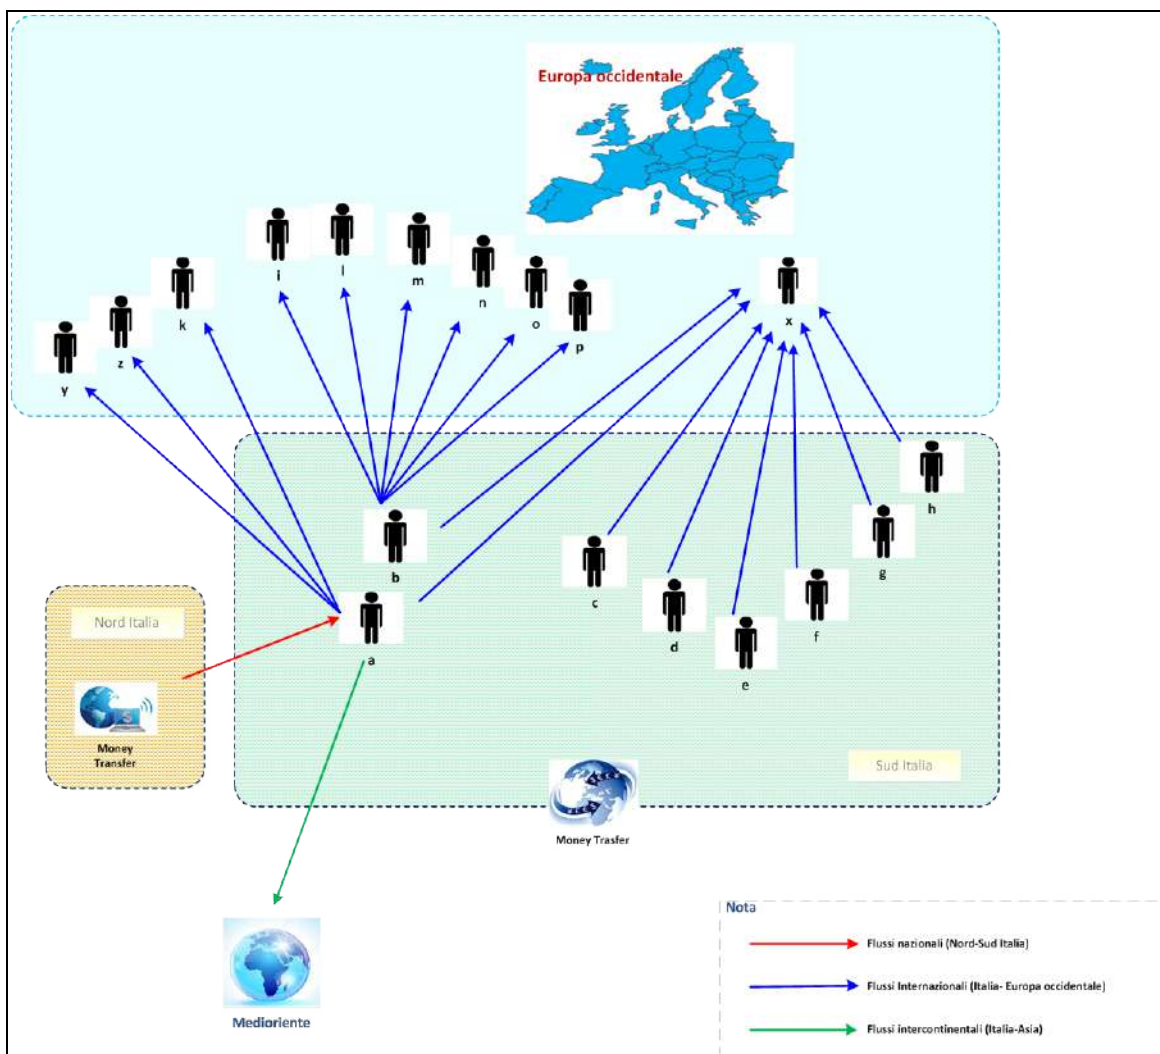 Europa occidentale
i
l
m
n
o
p
k
z
y
x
b
a
c
d
e
f
g
h
Nord Italia
Money
Transfer
Sud Italia
Money Trasfer
Medioriente
Nota
Flussi nazionali (Nord-Sud Italia)
Flussi Internazionali (Italia- Europa occidentale)
Flussi intercontinentali (Italia-Asia)